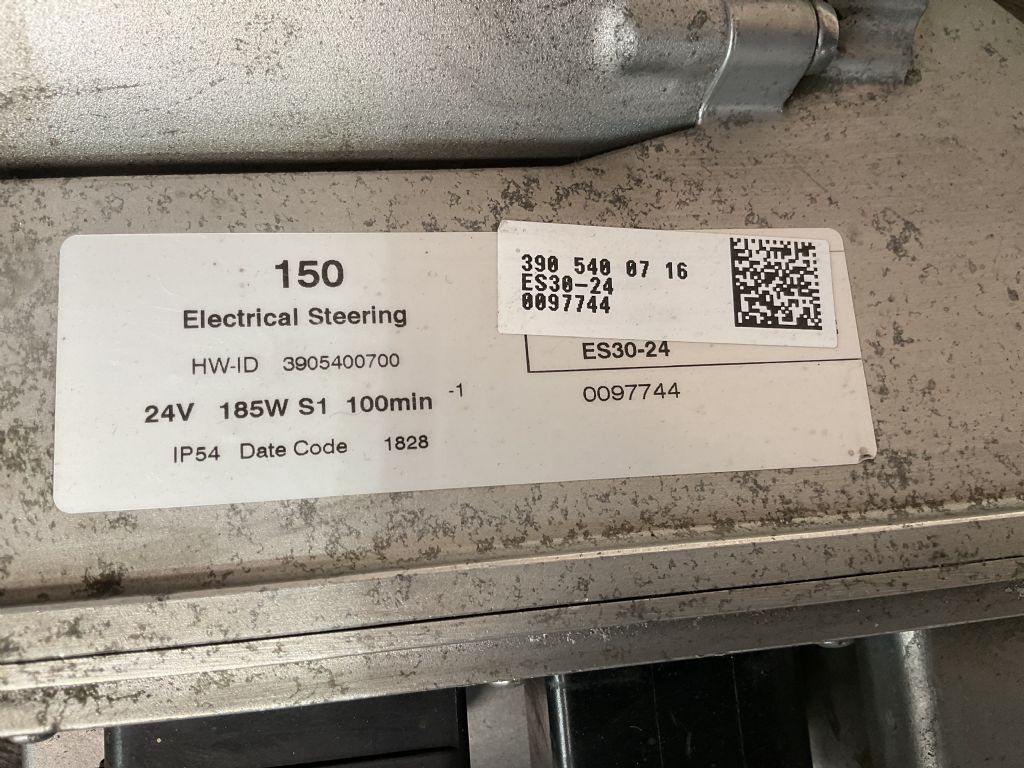 150
Electrical Steering
HW-ID 3905400700
24V 185W S1 100min -1
IP54 Date Code 1828
390 540 07 16
ES30-24
0097744
ES30-24
0097744